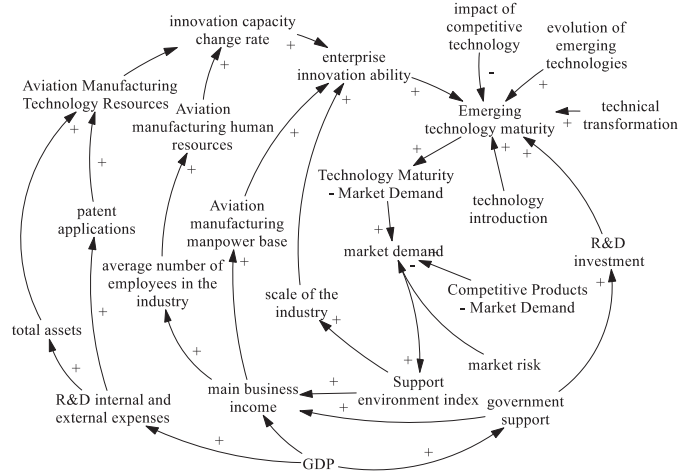 innovation capacity
change rate
impact of
competitive
technology
evolution of
emerging
technologies
enterprise
innovation ability
Aviation Manufacturing
Technology Resources
Aviation
manufacturing human
resources
Emerging
technology maturity
technical
transformation
Technology Maturity
- Market Demand
technology
introduction
patent
applications
Aviation
manufacturing
manpower base
market demand
R&D
investment
average number of
employees in the
industry
scale of the
industry
Competitive Products
- Market Demand
total assets
market risk
R&D internal and
external expenses
main business
income
Support
environment index
government
support
GDP